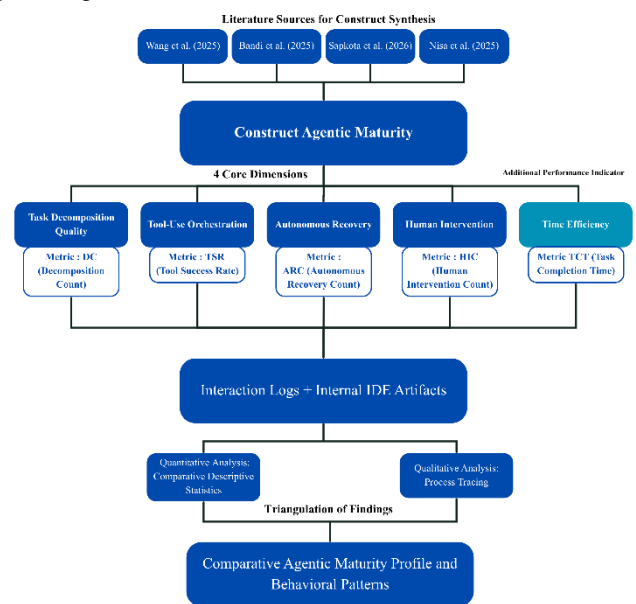 Literature Sources for Construct Synthesis
Wang et al. (2025)
Bandi et al. (2025)
Sapkota et al. (2026)
Nisa et al. (2025)
Construct Agentic Maturity
4 Core Dimensions
Additional Performance Indicator
Task Decomposition
Quality
Metric : DC
(Decomposition
Count)
Tool-Use Orchestration
Metric : TSR
(Tool Success Rate)
Autonomous Recovery
Metric :
ARC (Autonomous
Recovery Count)
Human Intervention
Metric : HIC
(Human
Intervention Count)
Time Efficiency
Metric TCT (Task
Completion Time)
Interaction Logs + Internal IDE Artifacts
Quantitative Analysis:
Comparative Descriptive
Statistics
Qualitative Analysis:
Process Tracing
Triangulation of Findings
Comparative Agentic Maturity Profile and
Behavioral Patterns